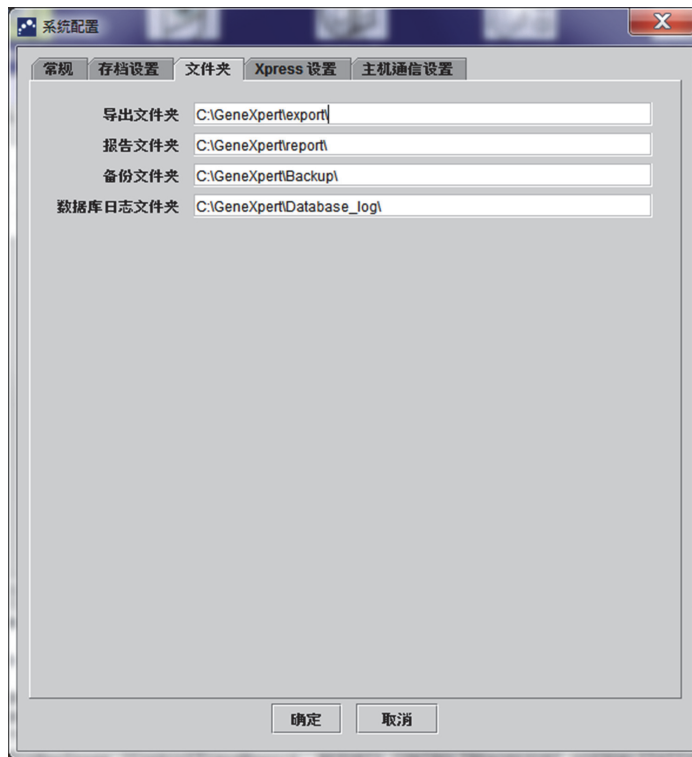 系统配置
常规 存档设置 文件夹 Xpress 设置 主机通信设置
导出文件夹 C:\GeneXpert\export\
报告文件夹 C:\GeneXpert\report\
备份文件夹 C:\GeneXpert\Backup\
数据库日志文件夹 C:\GeneXpert\Database_log\
确定 取消